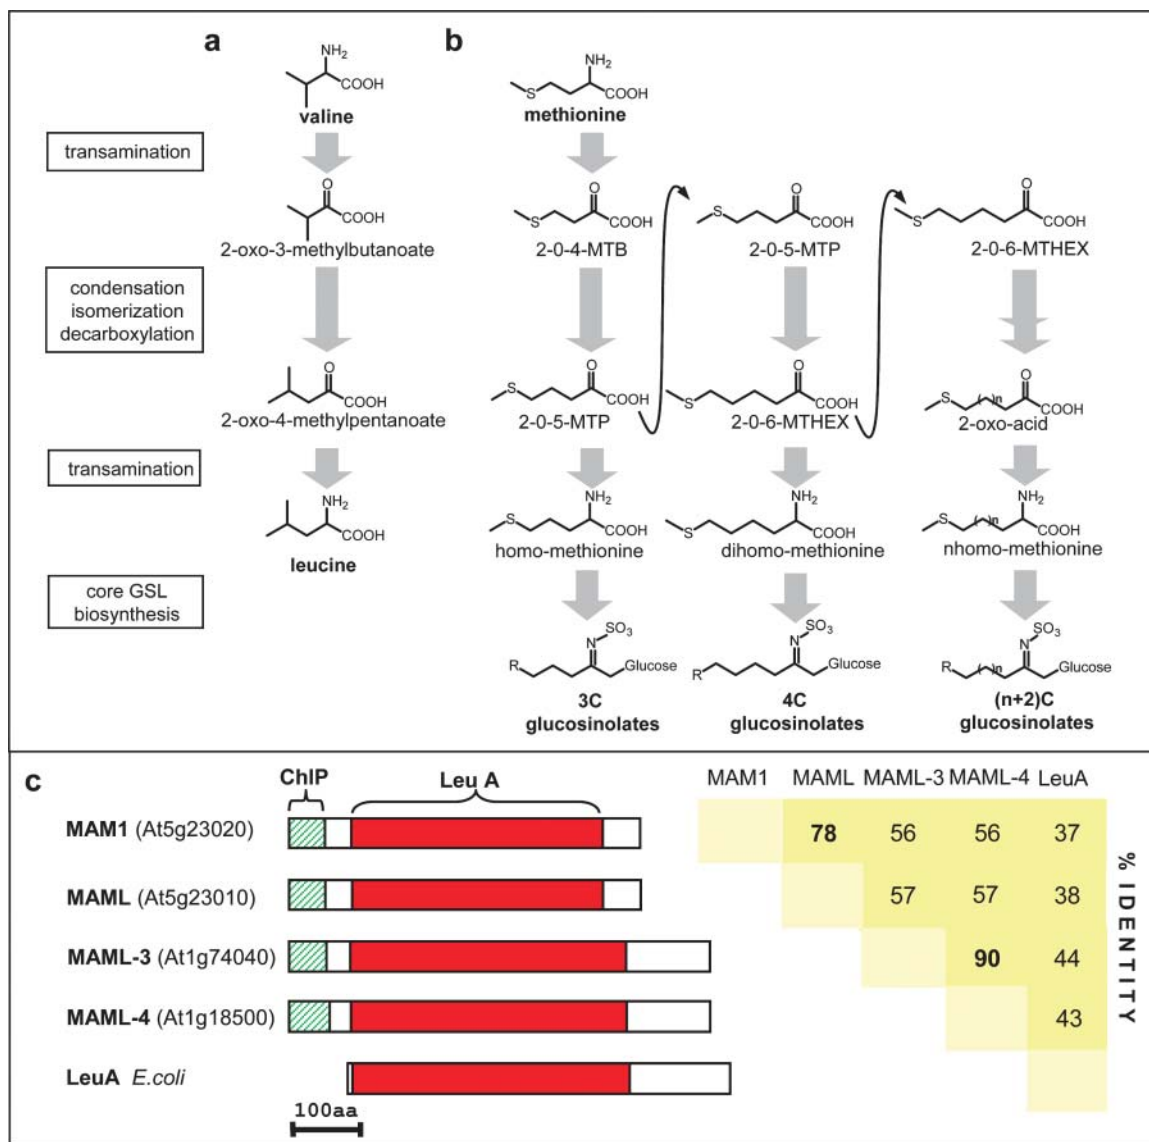 a
b
NH₂
COOH
valine
NH₂
S
COOH
methionine
transamination
O
COOH
2-oxo-3-methylbutanoate
O
S
COOH
2-0-4-MTB
O
S
COOH
2-0-5-MTP
O
S
COOH
2-0-6-MTHEX
condensation
isomerization
decarboxylation
O
COOH
2-oxo-4-methylpentanoate
O
S
COOH
2-0-5-MTP
O
S
COOH
2-0-6-MTHEX
O
S
( )n
COOH
2-oxo-acid
transamination
NH₂
COOH
leucine
NH₂
S
COOH
homo-methionine
NH₂
S
COOH
dihomo-methionine
NH₂
S
( )n
COOH
nhomo-methionine
core GSL
biosynthesis
SO₃
N
R
Glucose
3C
glucosinolates
SO₃
N
R
Glucose
4C
glucosinolates
SO₃
N
R
( )n
Glucose
(n+2)C
glucosinolates
c
ChIP
Leu A
MAM1 MAML MAML-3 MAML-4 LeuA
MAM1 (At5g23020)
78 56 56 37
MAML (At5g23010)
57 57 38
MAML-3 (At1g74040)
90 44
MAML-4 (At1g18500)
43
LeuA E.coli
100aa
% IDENTITY